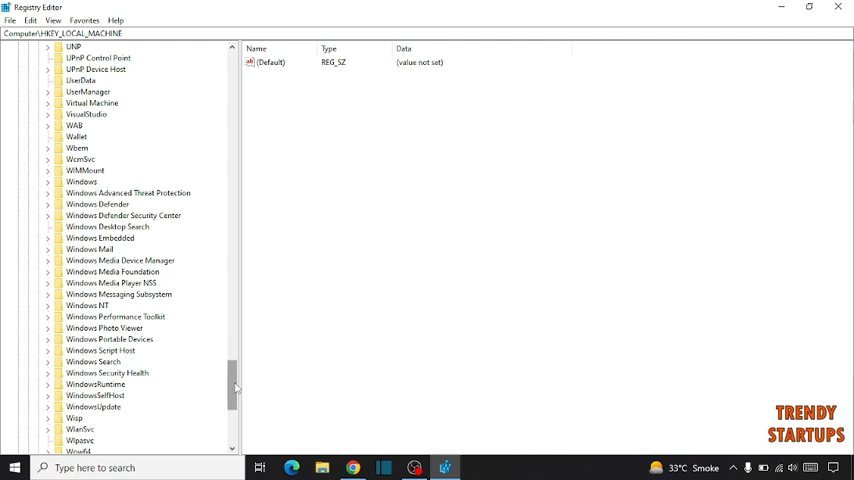 Registry Editor
File Edit View Favorites Help
Computer\HKEY_LOCAL_MACHINE
Name Type Data
(Default) REG_SZ (value not set)
UNP
UPnP Control Point
UPnP Device Host
UserData
UserManager
Virtual Machine
VisualStudio
WAB
Wallet
Wbem
WcmSvc
WIMMount
Windows
Windows Advanced Threat Protection
Windows Defender
Windows Defender Security Center
Windows Desktop Search
Windows Embedded
Windows Mail
Windows Media Device Manager
Windows Media Foundation
Windows Media Player NSS
Windows Messaging Subsystem
Windows NT
Windows Performance Toolkit
Windows Photo Viewer
Windows Portable Devices
Windows Script Host
Windows Search
Windows Security Health
WindowsRuntime
WindowsSelfHost
WindowsUpdate
Wisp
WlanSvc
Wlpasvc
Wow64
TRENDY
STARTUPS
Type here to search
33°C Smoke